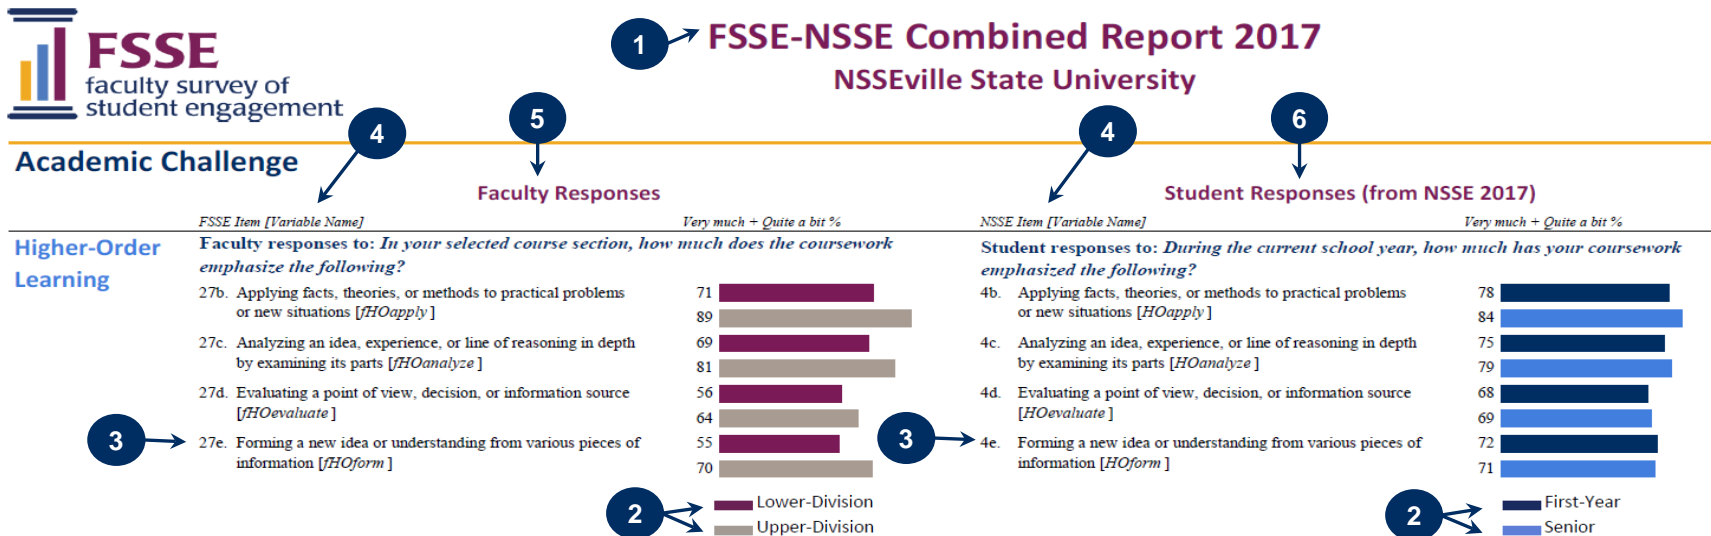 FSSE
faculty survey of
student engagement
1
FSSE-NSSE Combined Report 2017
NSSEville State University
4
5
4
6
Academic Challenge
Faculty Responses
Student Responses (from NSSE 2017)
FSSE Item [Variable Name]
Very much + Quite a bit %
NSSE Item [Variable Name]
Very much + Quite a bit %
Higher-Order
Learning
Faculty responses to: In your selected course section, how much does the coursework
emphasize the following?
27b. Applying facts, theories, or methods to practical problems
or new situations [fHOapply]
71
89
27c. Analyzing an idea, experience, or line of reasoning in depth
by examining its parts [fHOanalyze]
69
81
27d. Evaluating a point of view, decision, or information source
[fHOevaluate]
56
64
3
27e. Forming a new idea or understanding from various pieces of
information [fHOform]
55
70
2
Lower-Division
Upper-Division
Student responses to: During the current school year, how much has your coursework
emphasized the following?
4b. Applying facts, theories, or methods to practical problems
or new situations [HOapply]
78
84
4c. Analyzing an idea, experience, or line of reasoning in depth
by examining its parts [HOanalyze]
75
79
4d. Evaluating a point of view, decision, or information source
[HOevaluate]
68
69
3
4e. Forming a new idea or understanding from various pieces of
information [HOform]
72
71
2
First-Year
Senior